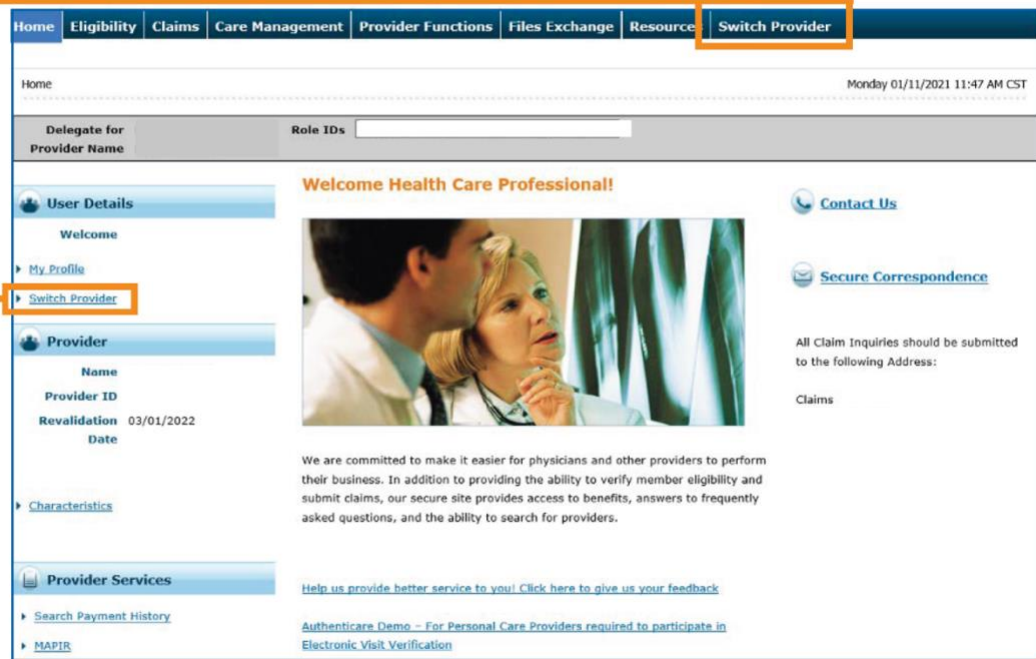 Home Eligibility Claims Care Management Provider Functions Files Exchange Resources Switch Provider
Home
Monday 01/11/2021 11:47 AM CST
Delegate for
Provider Name
Role IDs
User Details
Welcome
My Profile
Switch Provider
Provider
Name
Provider ID
Revalidation 03/01/2022
Date
Characteristics
Provider Services
Search Payment History
MAPIR
Welcome Health Care Professional!
We are committed to make it easier for physicians and other providers to perform
their business. In addition to providing the ability to verify member eligibility and
submit claims, our secure site provides access to benefits, answers to frequently
asked questions, and the ability to search for providers.
Help us provide better service to you! Click here to give us your feedback
Authenticare Demo – For Personal Care Providers required to participate in
Electronic Visit Verification
Contact Us
Secure Correspondence
All Claim Inquiries should be submitted
to the following Address:
Claims